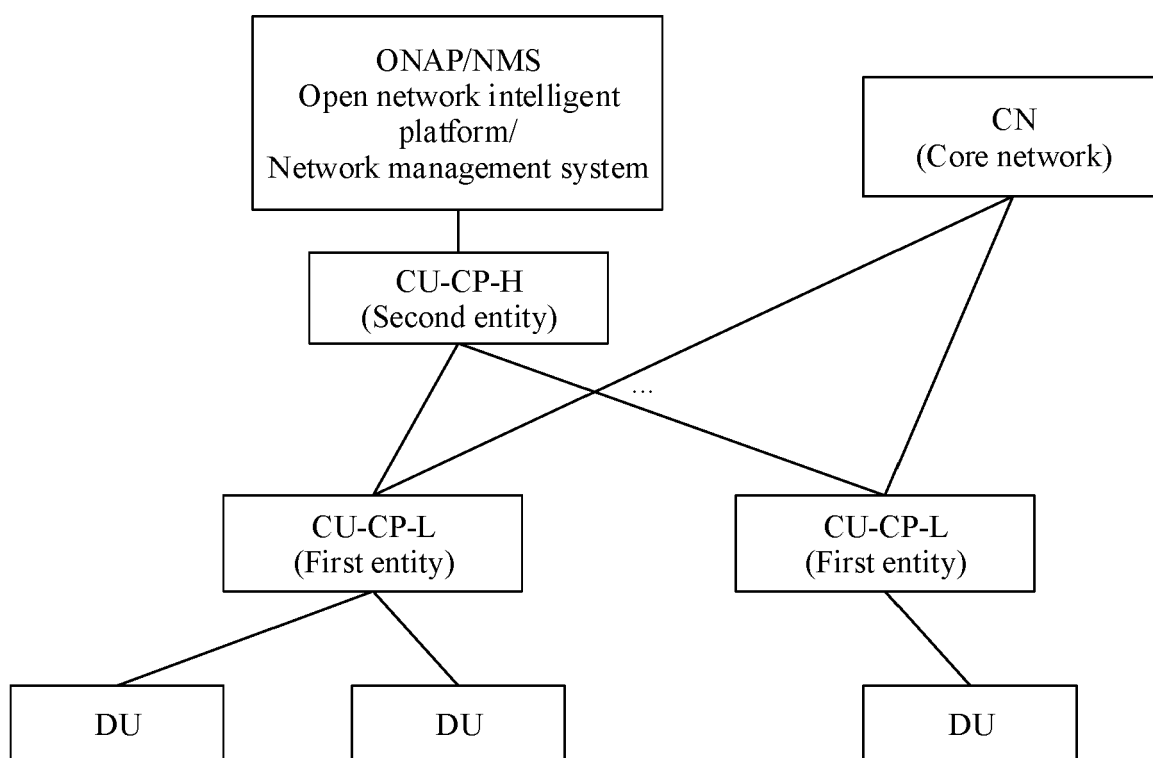 ONAP/NMS
Open network intelligent
platform/
Network management system
CN
(Core network)
CU-CP-H
(Second entity)
...
CU-CP-L
(First entity)
CU-CP-L
(First entity)
DU
DU
DU